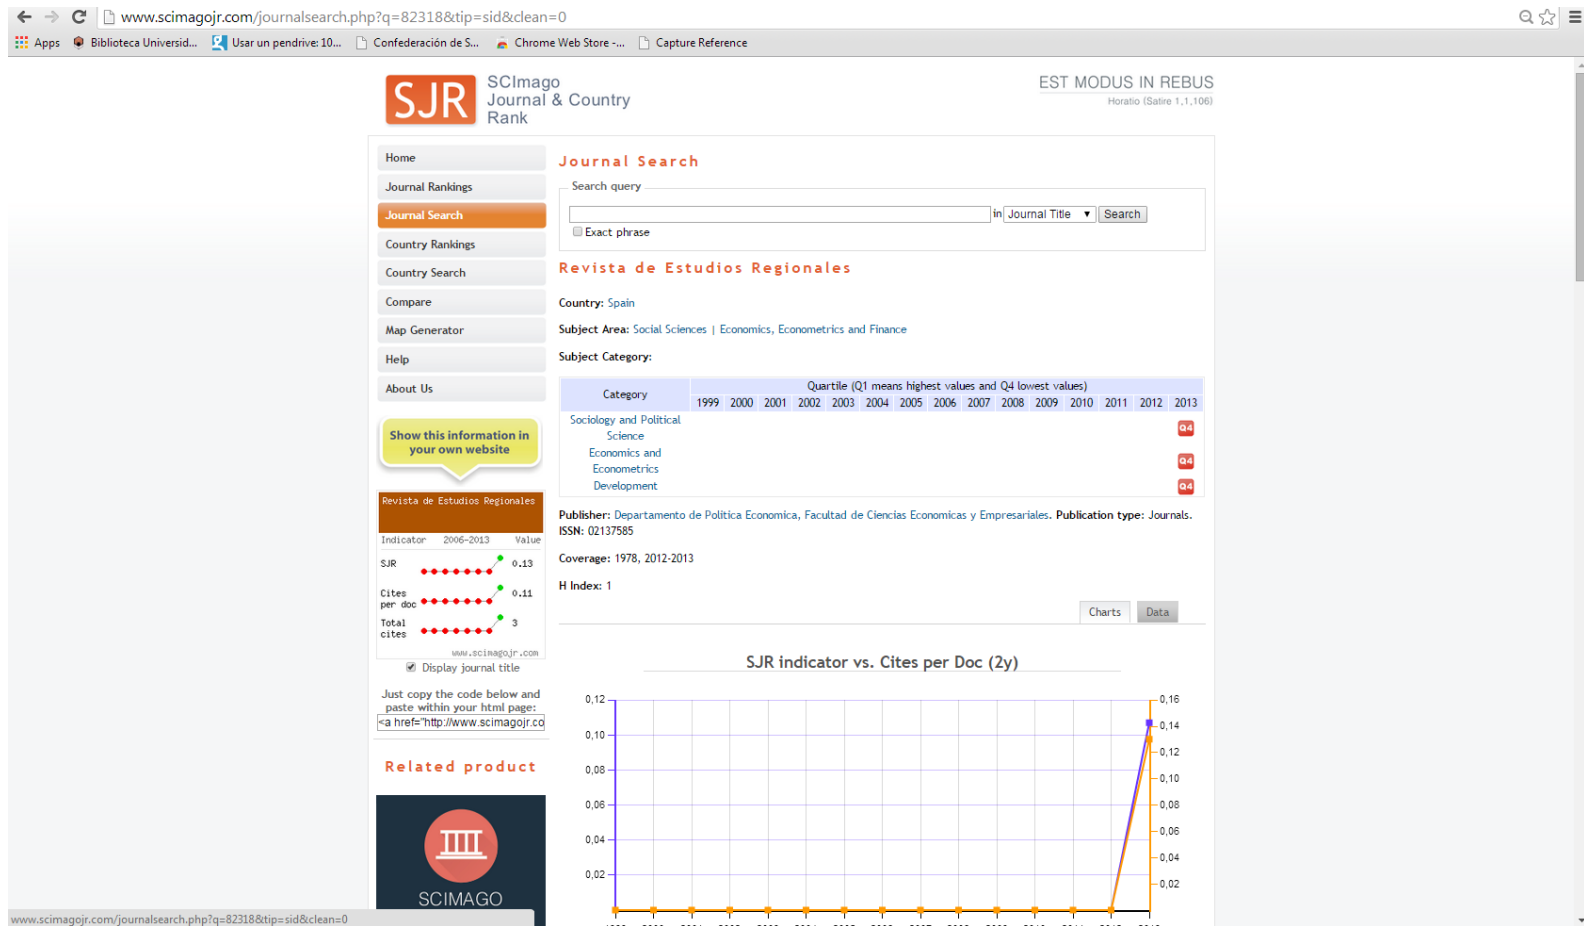 www.scimagojr.com/journalsearch.php?q=82318&tip=sid&clean=0
Apps Biblioteca Universid... Usar un pendrive: 10... Confederación de S... Chrome Web Store -... Capture Reference
SJR
SCImago
Journal
& Country
Rank
EST MODUS IN REBUS
Horatio (Satire 1,1,106)
Home
Journal Rankings
Journal Search
Country Rankings
Country Search
Compare
Map Generator
Help
About Us
Show this information in
your own website
Revista de Estudios Regionales
Indicator 2006-2013 Value
SJR 0.13
Cites
per doc 0.11
Total
cites 3
www.scimagojr.com
Display journal title
Just copy the code below and
paste within your html page:
<a href="http://www.scimagojr.co
Related product
SCIMAGO
Journal Search
Search query
in Journal Title Search
Exact phrase
Revista de Estudios Regionales
Country: Spain
Subject Area: Social Sciences | Economics, Econometrics and Finance
Subject Category:
Category
Quartile (Q1 means highest values and Q4 lowest values)
1999 2000 2001 2002 2003 2004 2005 2006 2007 2008 2009 2010 2011 2012 2013
Sociology and Political
Science Q4
Economics and
Econometrics Q4
Development Q4
Publisher: Departamento de Politica Economica, Facultad de Ciencias Economicas y Empresariales. Publication type: Journals.
ISSN: 02137585
Coverage: 1978, 2012-2013
H Index: 1
Charts Data
SJR indicator vs. Cites per Doc (2y)
0,12 0,16
0,14
0,10
0,12
0,08
0,10
0,06 0,08
0,06
0,04
0,04
0,02
0,02
www.scimagojr.com/journalsearch.php?q=82318&tip=sid&clean=0